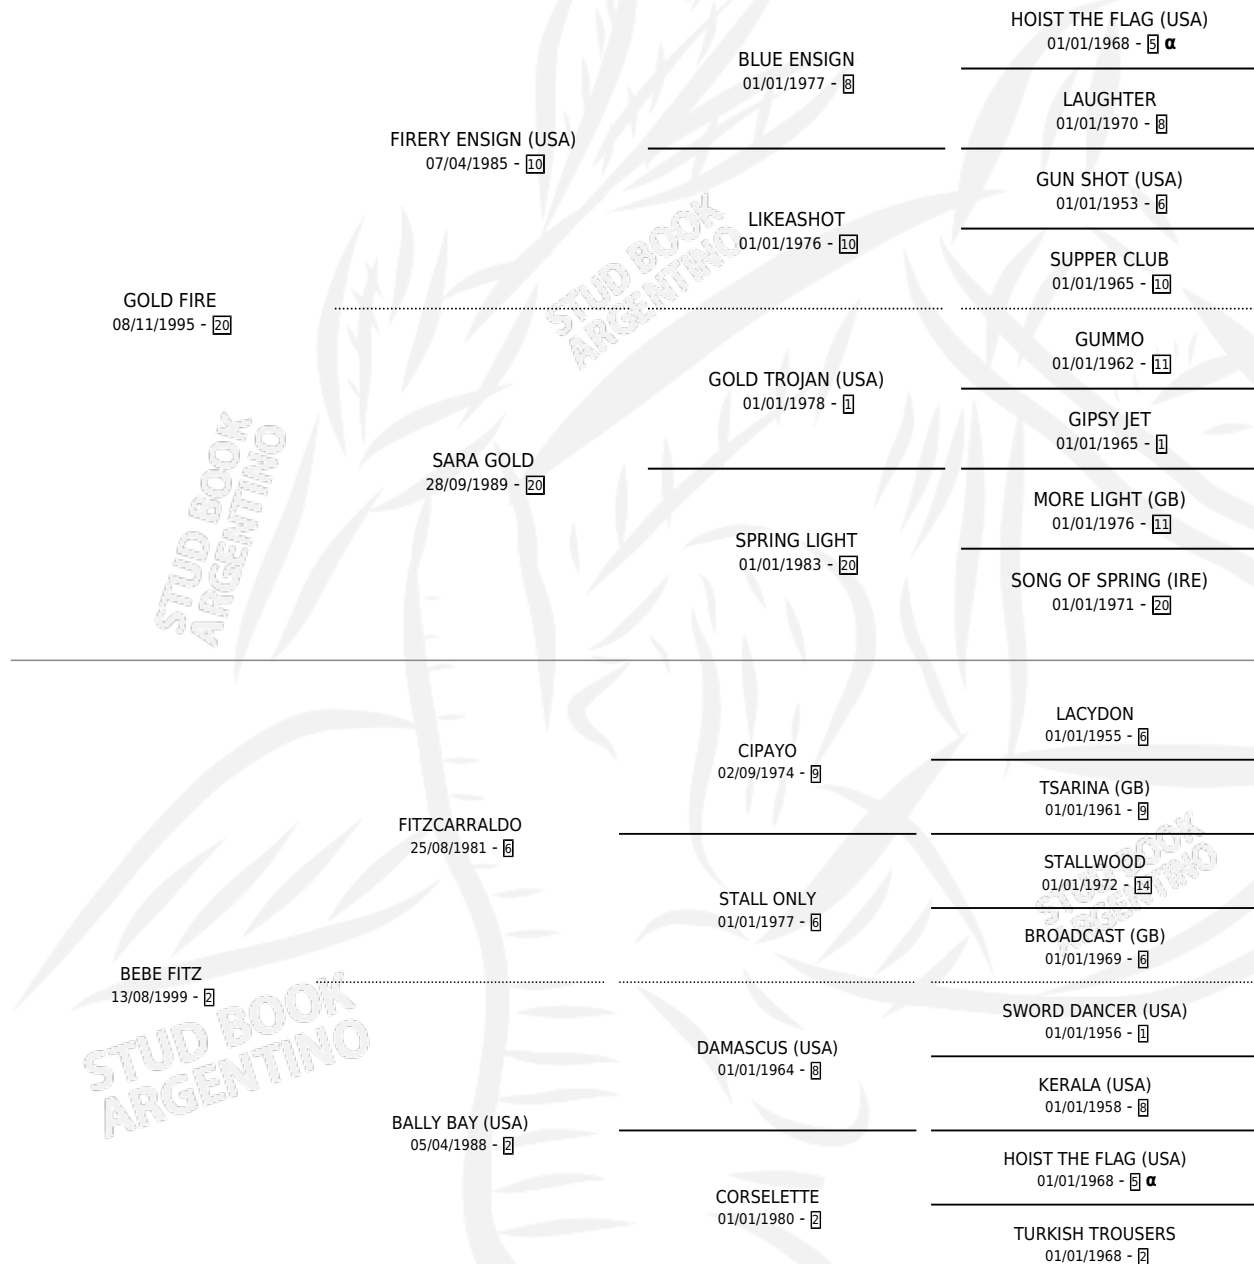 HOIST THE FLAG (USA)
01/01/1968 - 5 α
BLUE ENSIGN
01/01/1977 - 8
LAUGHTER
01/01/1970 - 8
FIRERY ENSIGN (USA)
07/04/1985 - 10
GUN SHOT (USA)
01/01/1953 - 6
LIKEASHOT
01/01/1976 - 10
SUPPER CLUB
01/01/1965 - 10
GOLD FIRE
08/11/1995 - 20
GUMMO
01/01/1962 - 11
GOLD TROJAN (USA)
01/01/1978 - 1
GIPSY JET
01/01/1965 - 1
SARA GOLD
28/09/1989 - 20
MORE LIGHT (GB)
01/01/1976 - 11
SPRING LIGHT
01/01/1983 - 20
SONG OF SPRING (IRE)
01/01/1971 - 20
LACYDON
01/01/1955 - 6
CIPAYO
02/09/1974 - 9
TSARINA (GB)
01/01/1961 - 9
FITZCARRALDO
25/08/1981 - 6
STALLWOOD
01/01/1972 - 14
STALL ONLY
01/01/1977 - 6
BROADCAST (GB)
01/01/1969 - 6
BEBE FITZ
13/08/1999 - 2
SWORD DANCER (USA)
01/01/1956 - 1
DAMASCUS (USA)
01/01/1964 - 8
KERALA (USA)
01/01/1958 - 8
BALLY BAY (USA)
05/04/1988 - 2
HOIST THE FLAG (USA)
01/01/1968 - 5 α
CORSELETTE
01/01/1980 - 2
TURKISH TROUSERS
01/01/1968 - 2
STUD BOOK
ARGENTINO
STUD BOOK
ARGENTINO
STUD BOOK
ARGENTINO
STUD BOOK
ARGENTINO